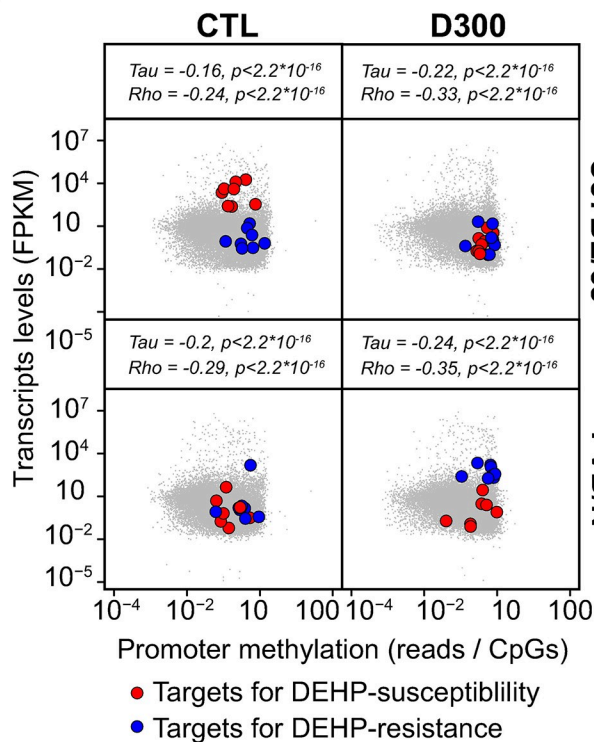 CTL D300
Tau = -0.16, p<2.2*10⁻¹⁶ Tau = -0.22, p<2.2*10⁻¹⁶
Rho = -0.24, p<2.2*10⁻¹⁶ Rho = -0.33, p<2.2*10⁻¹⁶
10⁷
10⁴
10
10⁻²
10⁻⁵
Tau = -0.2, p<2.2*10⁻¹⁶ Tau = -0.24, p<2.2*10⁻¹⁶
Rho = -0.29, p<2.2*10⁻¹⁶ Rho = -0.35, p<2.2*10⁻¹⁶
Transcripts levels (FPKM)
10⁷
10⁴
10
10⁻²
10⁻⁵
10⁻⁴ 10⁻² 10 100 10⁻⁴ 10⁻² 10 100
Promoter methylation (reads / CpGs)
Targets for DEHP-susceptiblility
Targets for DEHP-resistance